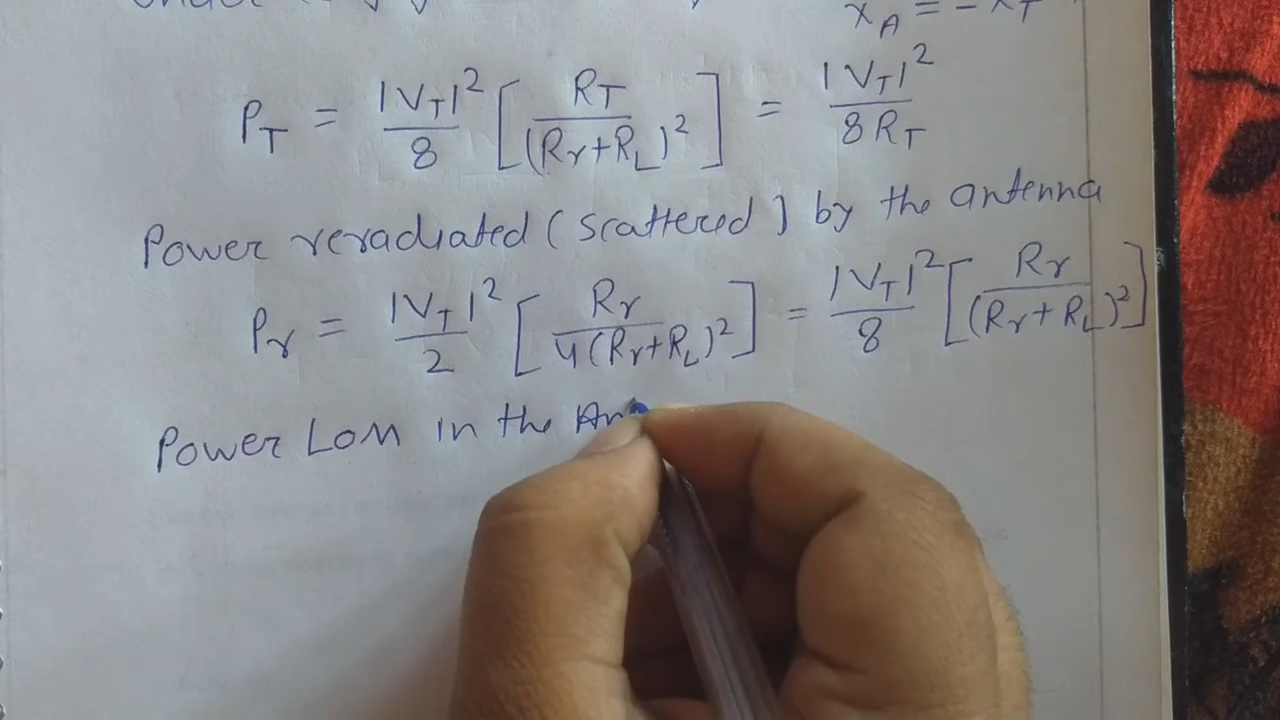 x_A = -x_T
P_T = |V_T|²/8 [R_T/(R_r+R_L)²] = |V_T|²/8R_T
Power reradiated (scattered) by the antenna
P_r = |V_T|²/2 [R_r/4(R_r+R_L)²] = |V_T|²/8 [R_r/(R_r+R_L)²]
Power Loss in the An